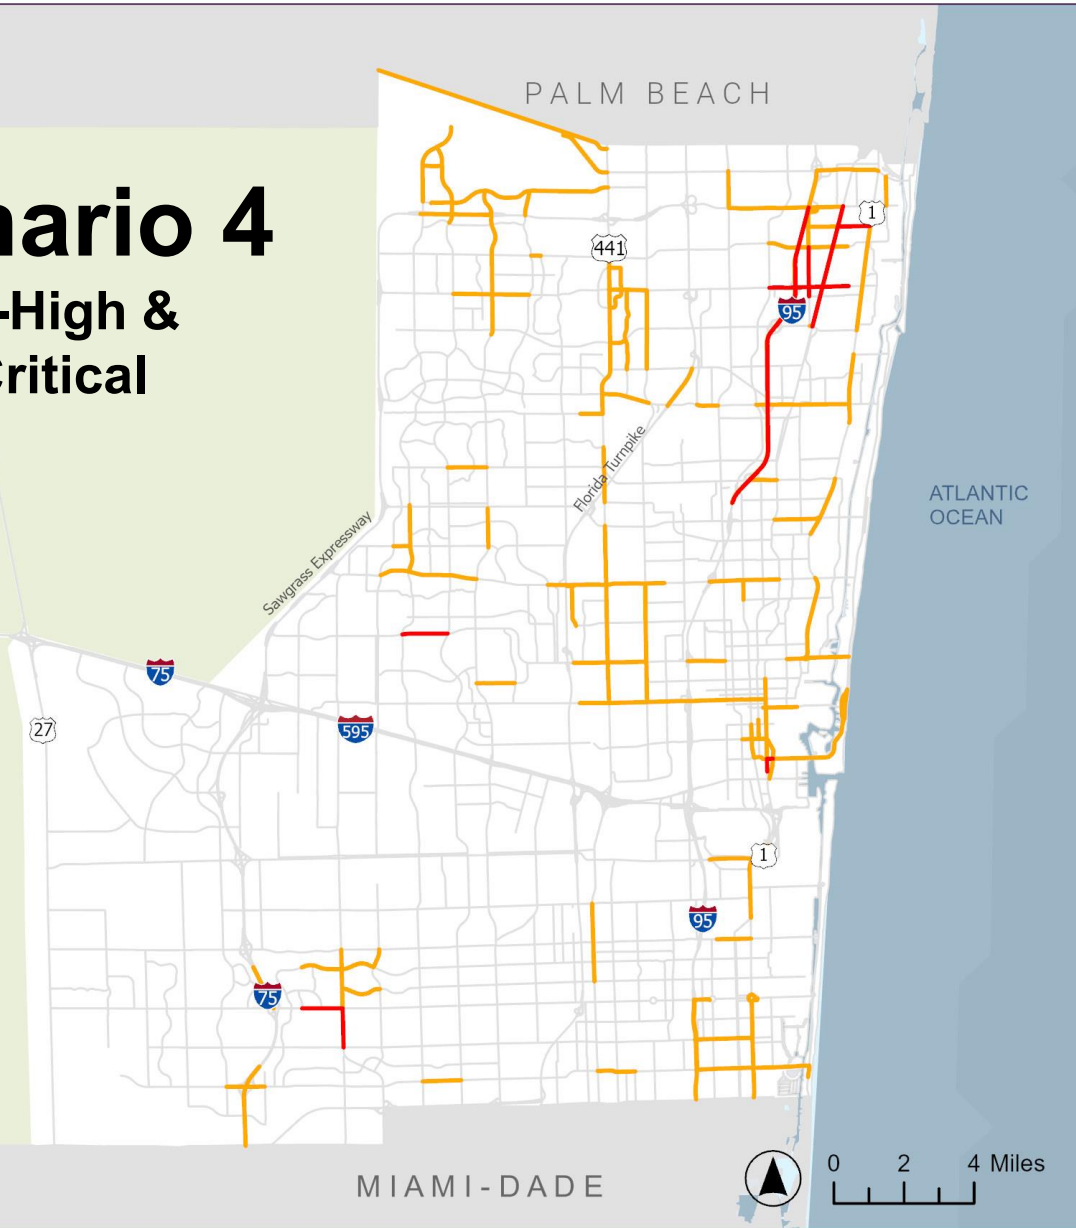 PALM BEACH
nario 4
-High &
Critical
1
441
95
Florida Turnpike
ATLANTIC
OCEAN
Sawgrass Expressway
75
27
595
1
95
75
MIAMI-DADE
0 2 4 Miles